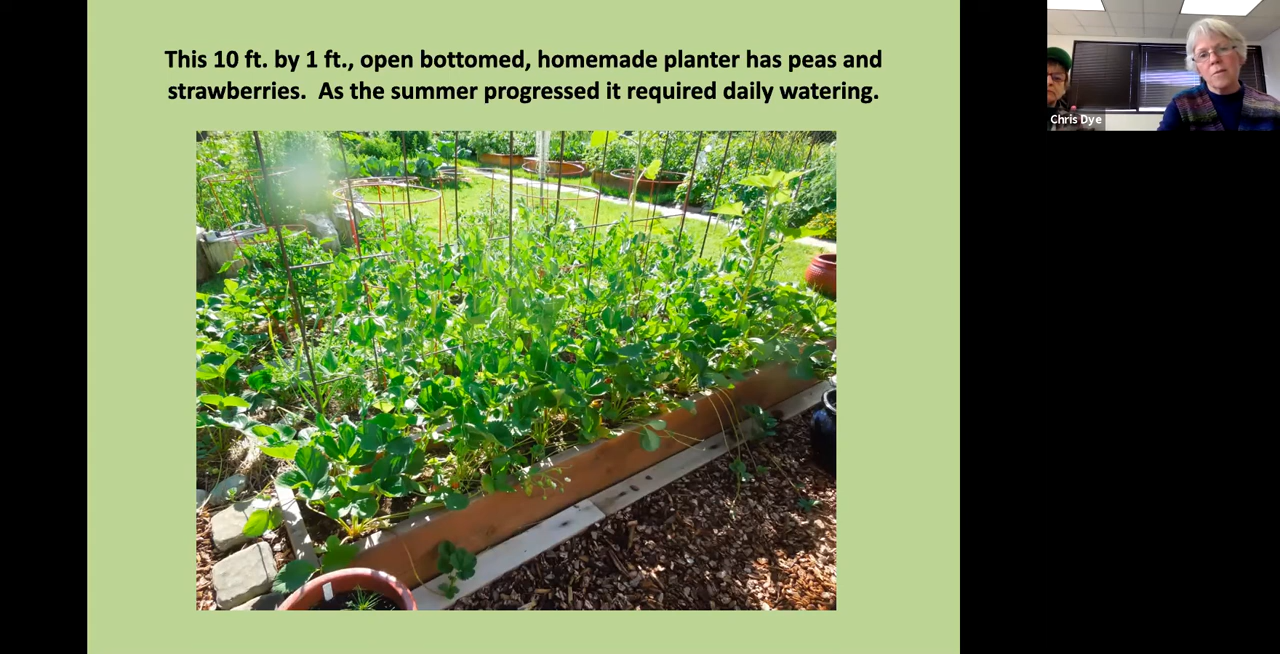 This 10 ft. by 1 ft., open bottomed, homemade planter has peas and
strawberries.  As the summer progressed it required daily watering.
Chris Dye